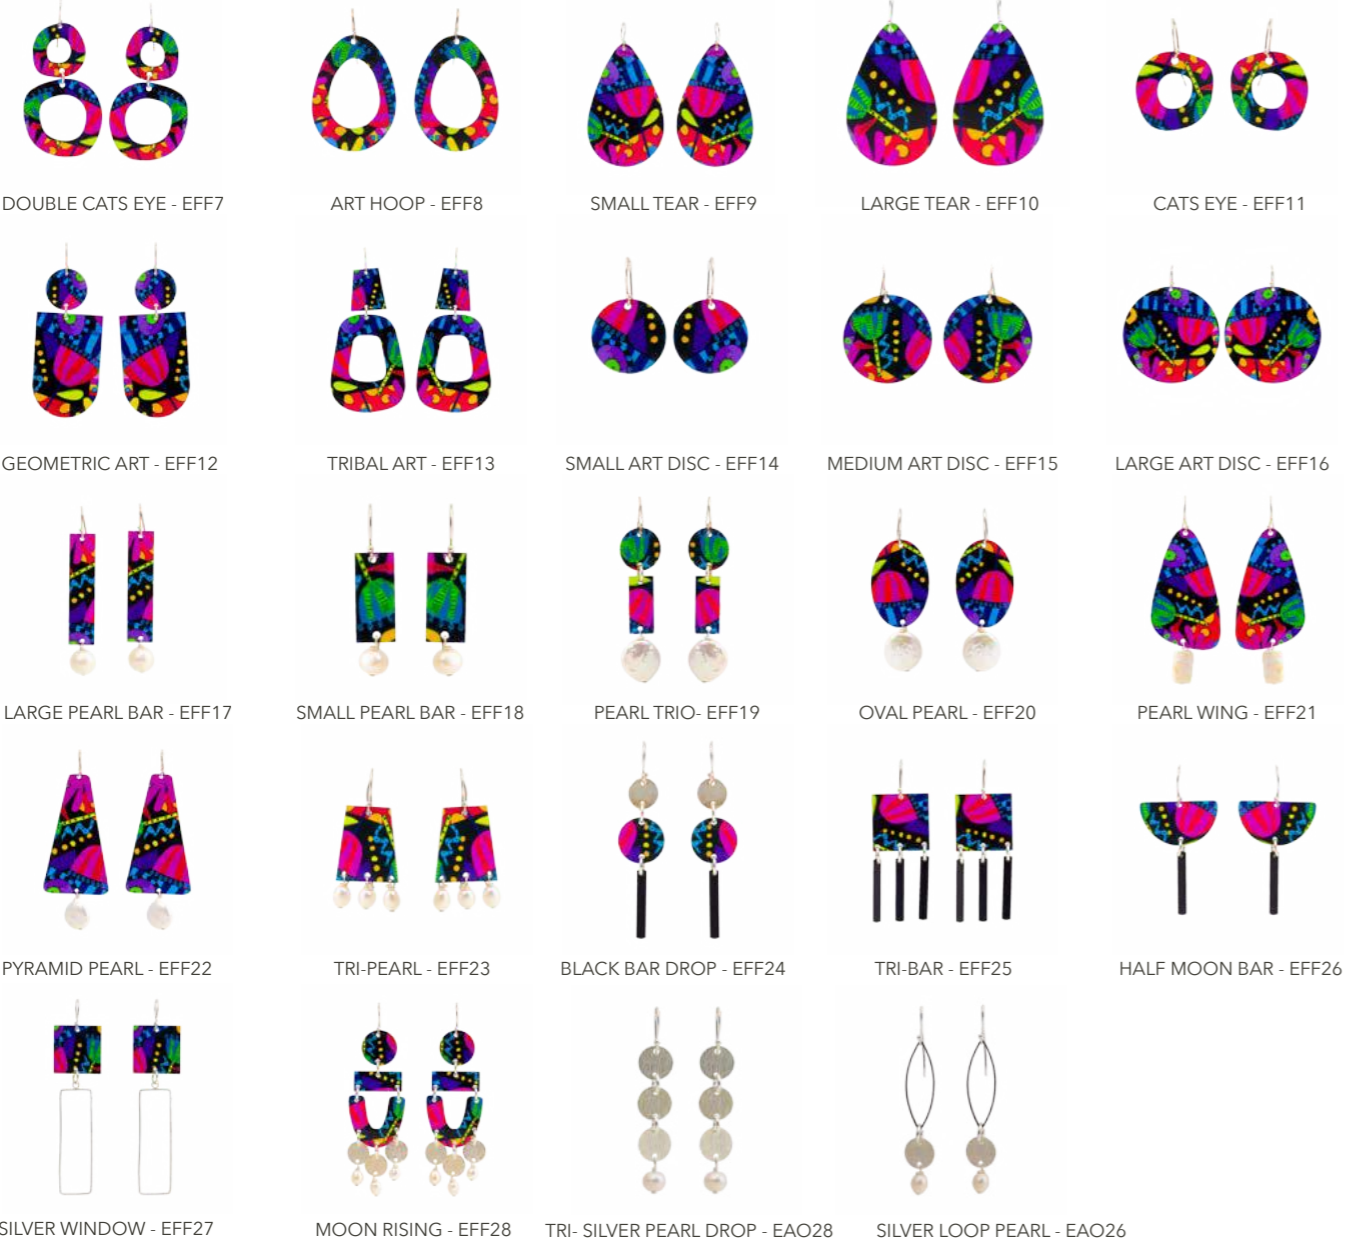 DOUBLE CATS EYE - EFF7
ART HOOP - EFF8
SMALL TEAR - EFF9
LARGE TEAR - EFF10
CATS EYE - EFF11
GEOMETRIC ART - EFF12
TRIBAL ART - EFF13
SMALL ART DISC - EFF14
MEDIUM ART DISC - EFF15
LARGE ART DISC - EFF16
LARGE PEARL BAR - EFF17
SMALL PEARL BAR - EFF18
PEARL TRIO- EFF19
OVAL PEARL - EFF20
PEARL WING - EFF21
PYRAMID PEARL - EFF22
TRI-PEARL - EFF23
BLACK BAR DROP - EFF24
TRI-BAR - EFF25
HALF MOON BAR - EFF26
SILVER WINDOW - EFF27
MOON RISING - EFF28
TRI- SILVER PEARL DROP - EAO28
SILVER LOOP PEARL - EAO26